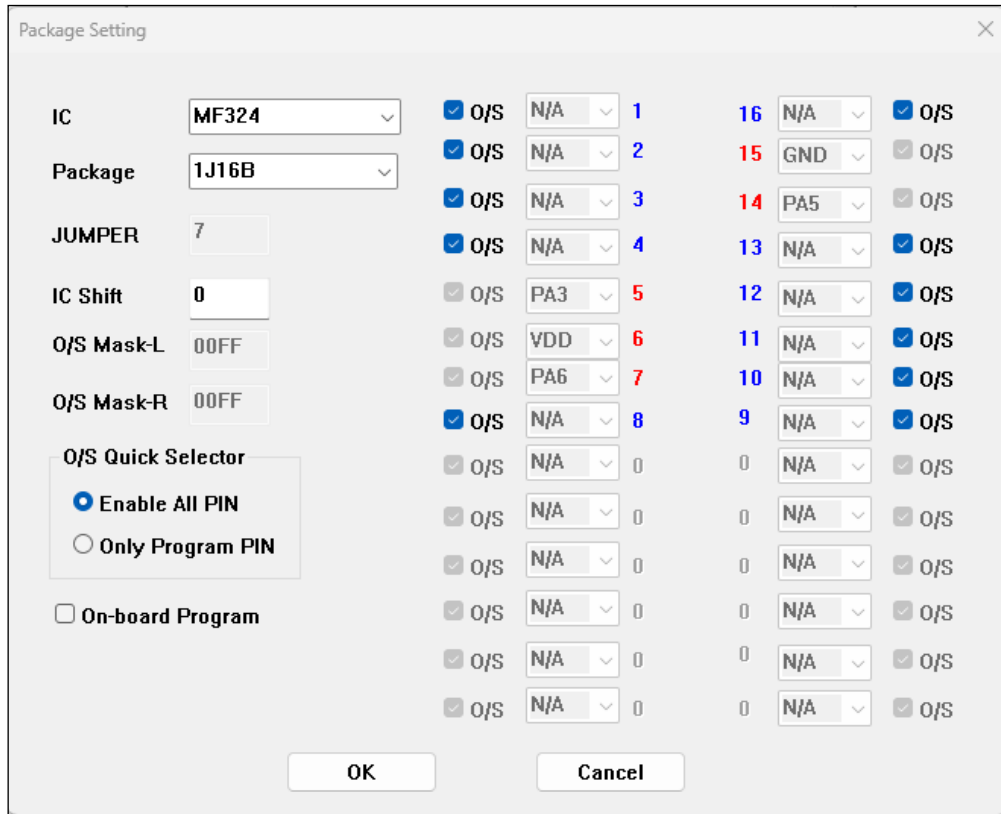 Package Setting
IC MF324
Package 1J16B
JUMPER 7
IC Shift 0
O/S Mask-L 00FF
O/S Mask-R 00FF
O/S Quick Selector
Enable All PIN
Only Program PIN
On-board Program
O/S N/A 1
O/S N/A 2
O/S N/A 3
O/S N/A 4
O/S PA3 5
O/S VDD 6
O/S PA6 7
O/S N/A 8
O/S N/A 0
O/S N/A 0
O/S N/A 0
O/S N/A 0
O/S N/A 0
O/S N/A 0
16 N/A O/S
15 GND O/S
14 PA5 O/S
13 N/A O/S
12 N/A O/S
11 N/A O/S
10 N/A O/S
9 N/A O/S
0 N/A O/S
0 N/A O/S
0 N/A O/S
0 N/A O/S
0 N/A O/S
0 N/A O/S
OK Cancel